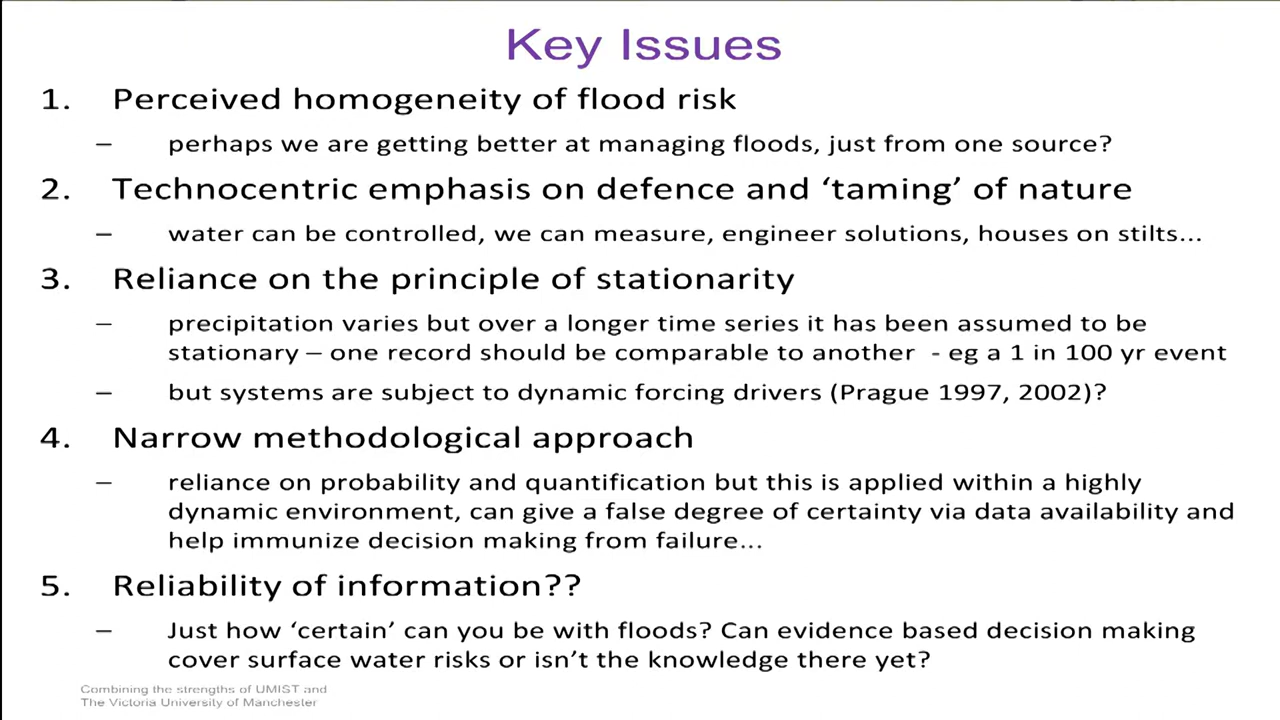 Key Issues
1. Perceived homogeneity of flood risk
– perhaps we are getting better at managing floods, just from one source?
2. Technocentric emphasis on defence and ‘taming’ of nature
– water can be controlled, we can measure, engineer solutions, houses on stilts...
3. Reliance on the principle of stationarity
– precipitation varies but over a longer time series it has been assumed to be
stationary – one record should be comparable to another - eg a 1 in 100 yr event
– but systems are subject to dynamic forcing drivers (Prague 1997, 2002)?
4. Narrow methodological approach
– reliance on probability and quantification but this is applied within a highly
dynamic environment, can give a false degree of certainty via data availability and
help immunize decision making from failure...
5. Reliability of information??
– Just how ‘certain’ can you be with floods? Can evidence based decision making
cover surface water risks or isn’t the knowledge there yet?
Combining the strengths of UMIST and
The Victoria University of Manchester